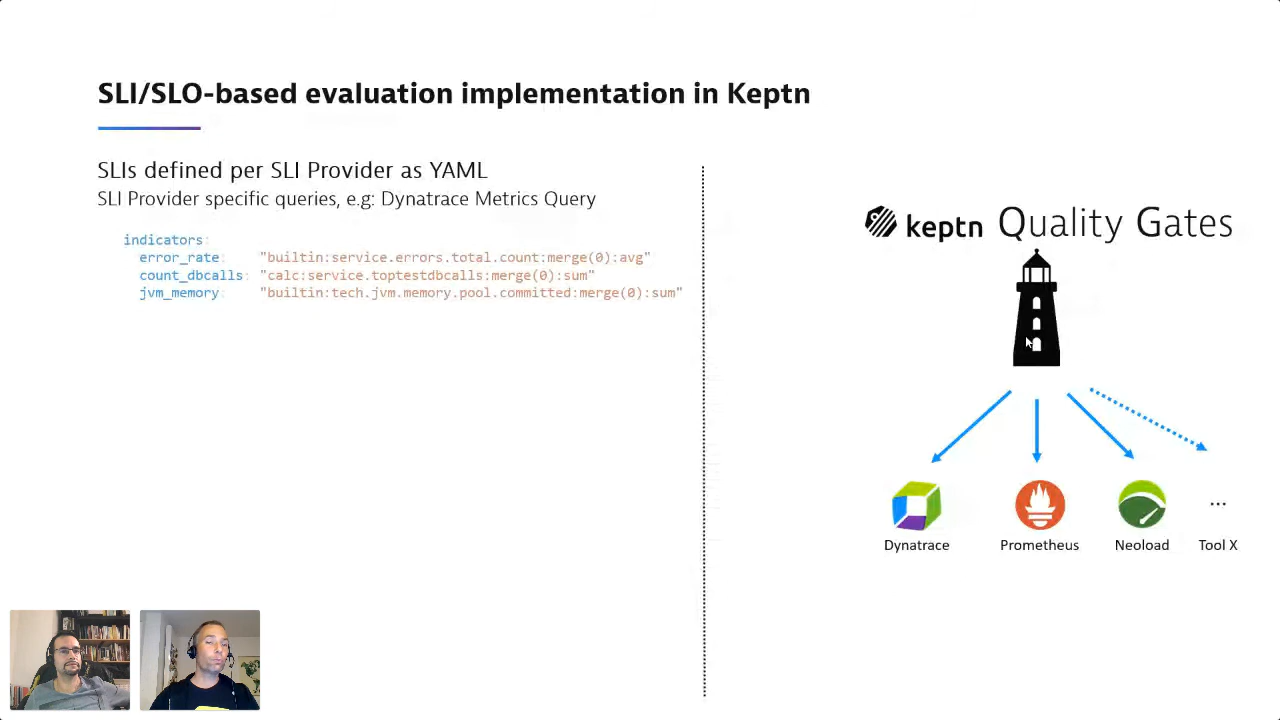 SLI/SLO-based evaluation implementation in Keptn
SLIs defined per SLI Provider as YAML
SLI Provider specific queries, e.g: Dynatrace Metrics Query
indicators:
error_rate: "builtin:service.errors.total.count:merge(0):avg"
count_dbcalls: "calc:service.toptestdbcalls:merge(0):sum"
jvm_memory: "builtin:tech.jvm.memory.pool.committed:merge(0):sum"
keptn Quality Gates
Dynatrace
Prometheus
Neoload
...
Tool X